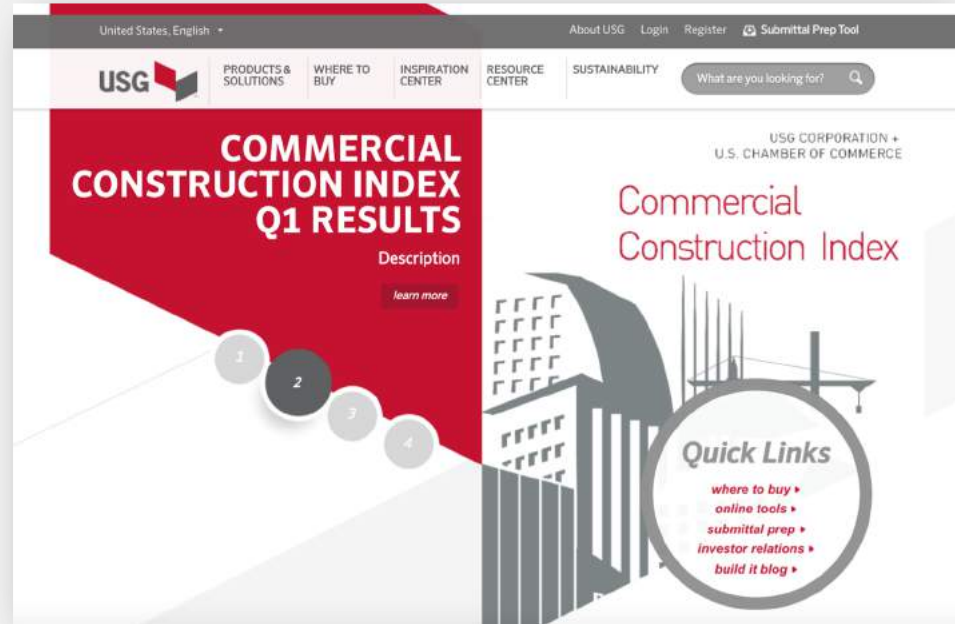 United States, English
About USG Login Register Submittal Prep Tool
USG
PRODUCTS &
SOLUTIONS
WHERE TO
BUY
INSPIRATION
CENTER
RESOURCE
CENTER
SUSTAINABILITY
What are you looking for?
COMMERCIAL
CONSTRUCTION INDEX
Q1 RESULTS
Description
learn more
1
2
3
4
USG CORPORATION +
U.S. CHAMBER OF COMMERCE
Commercial
Construction Index
Quick Links
where to buy
online tools
submittal prep
investor relations
build it blog